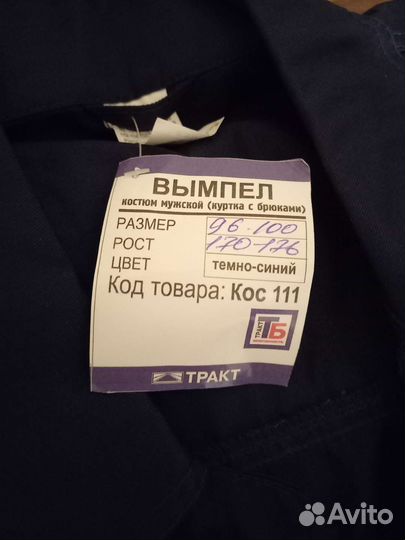 ВЫМПЕЛ
костюм мужской (куртка с брюками)
РАЗМЕР 96-100
РОСТ 170-176
ЦВЕТ темно-синий
Код товара: Кос 111
ТРАКТ ТБ
ТРАКТ
Avito